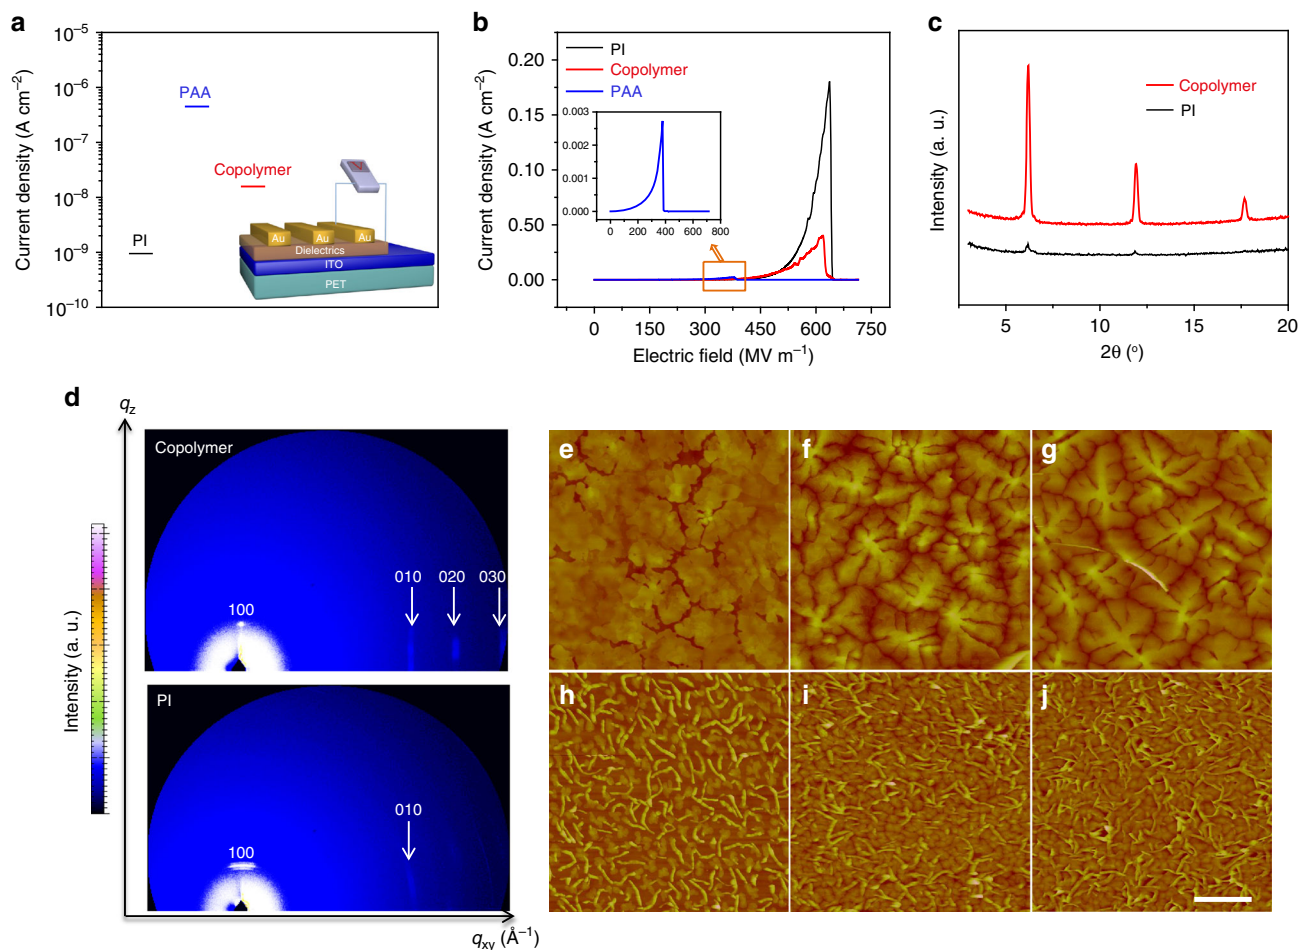 a
10⁻⁵
10⁻⁶
10⁻⁷
10⁻⁸
10⁻⁹
10⁻¹⁰
Current density (A cm⁻²)
PAA
Copolymer
PI
V
Au Au Au
Dielectrics
ITO
PET
b
0.20
0.15
0.10
0.50
0.00
Current density (A cm⁻²)
PI
Copolymer
PAA
0.003
0.002
0.001
0.000
0 200 400 600 800
0 150 300 450 600 750
Electric field (MV m⁻¹)
c
Intensity (a. u.)
Copolymer
PI
5 10 15 20
2θ (°)
d
qz
Copolymer
100
010 020 030
PI
100
010
Intensity (a. u.)
qxy (Å⁻¹)
e
f
g
h
i
j